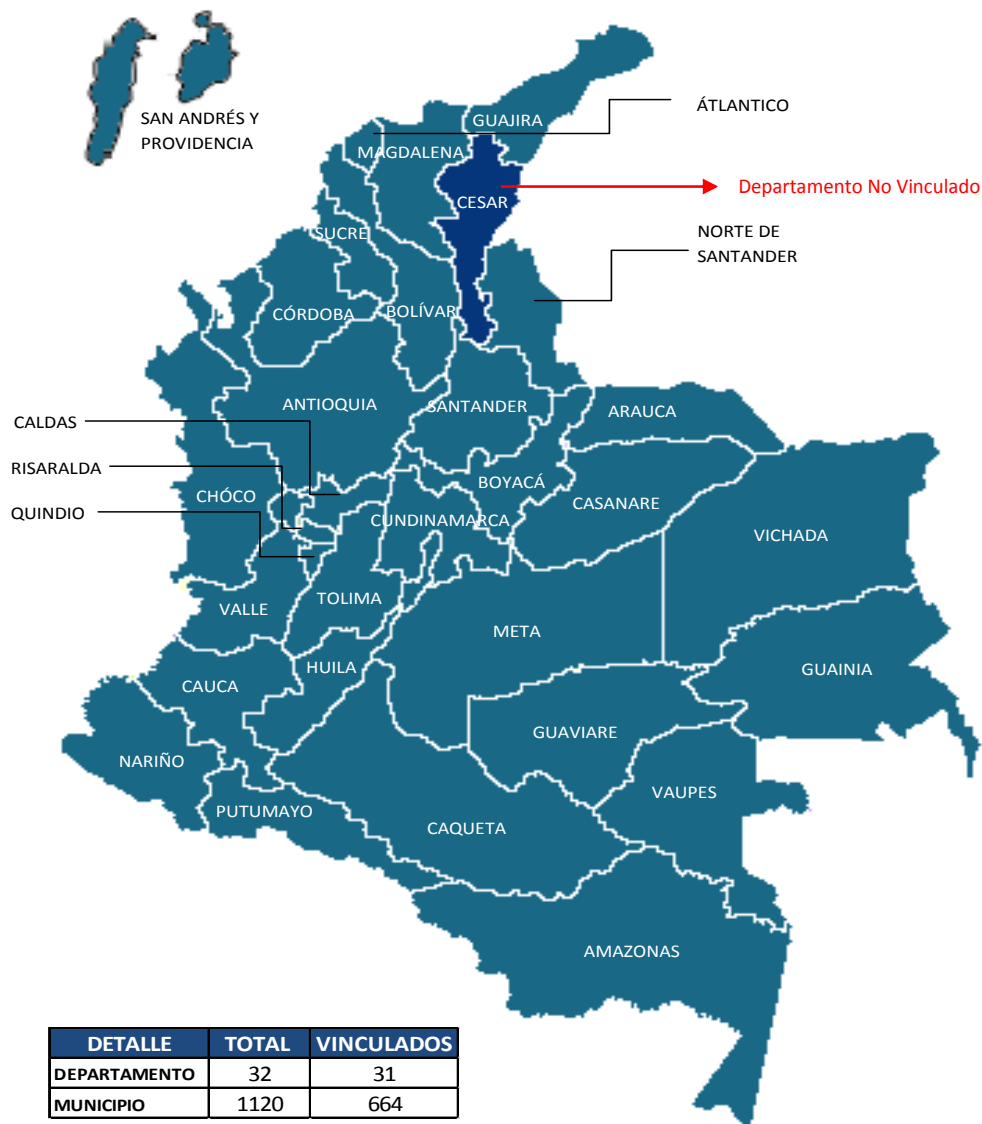 SAN ANDRÉS Y
PROVIDENCIA
GUAJIRA
ÁTLANTICO
MAGDALENA
CESAR
Departamento No Vinculado
SUCRE
NORTE DE
SANTANDER
CÓRDOBA
BOLÍVAR
ANTIOQUIA
SANTANDER
ARAUCA
CALDAS
RISARALDA
QUINDIO
CHÓCO
BOYACÁ
CASANARE
CUNDINAMARCA
VICHADA
VALLE
TOLIMA
META
HUILA
CAUCA
GUAINIA
GUAVIARE
NARIÑO
VAUPES
PUTUMAYO
CAQUETA
AMAZONAS
DETALLE TOTAL VINCULADOS
DEPARTAMENTO 32 31
MUNICIPIO 1120 664